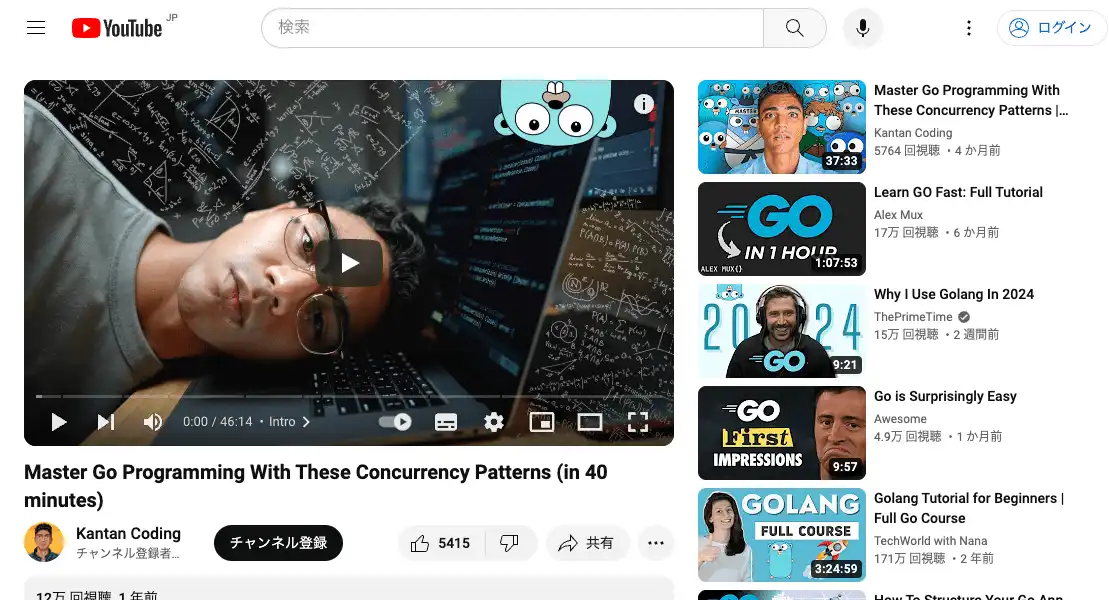 YouTube JP
検索
ログイン
0:00 / 46:14 • Intro
Master Go Programming With These Concurrency Patterns (in 40
minutes)
Kantan Coding
チャンネル登録者...
チャンネル登録
5415
共有
12万 回視聴 1 年前
37:33
Master Go Programming With
These Concurrency Patterns |...
Kantan Coding
5764 回視聴 • 4 か月前
GO
IN 1 HOUR
ALEX MUX{}
1:07:53
Learn GO Fast: Full Tutorial
Alex Mux
17万 回視聴 • 6 か月前
2024
GO
9:21
Why I Use Golang In 2024
ThePrimeTime
15万 回視聴 • 2 週間前
GO
First
IMPRESSIONS
9:57
Go is Surprisingly Easy
Awesome
4.9万 回視聴 • 1 か月前
GOLANG
FULL COURSE
3:24:59
Golang Tutorial for Beginners |
Full Go Course
TechWorld with Nana
171万 回視聴 • 2 年前
How To Structure Your Go App